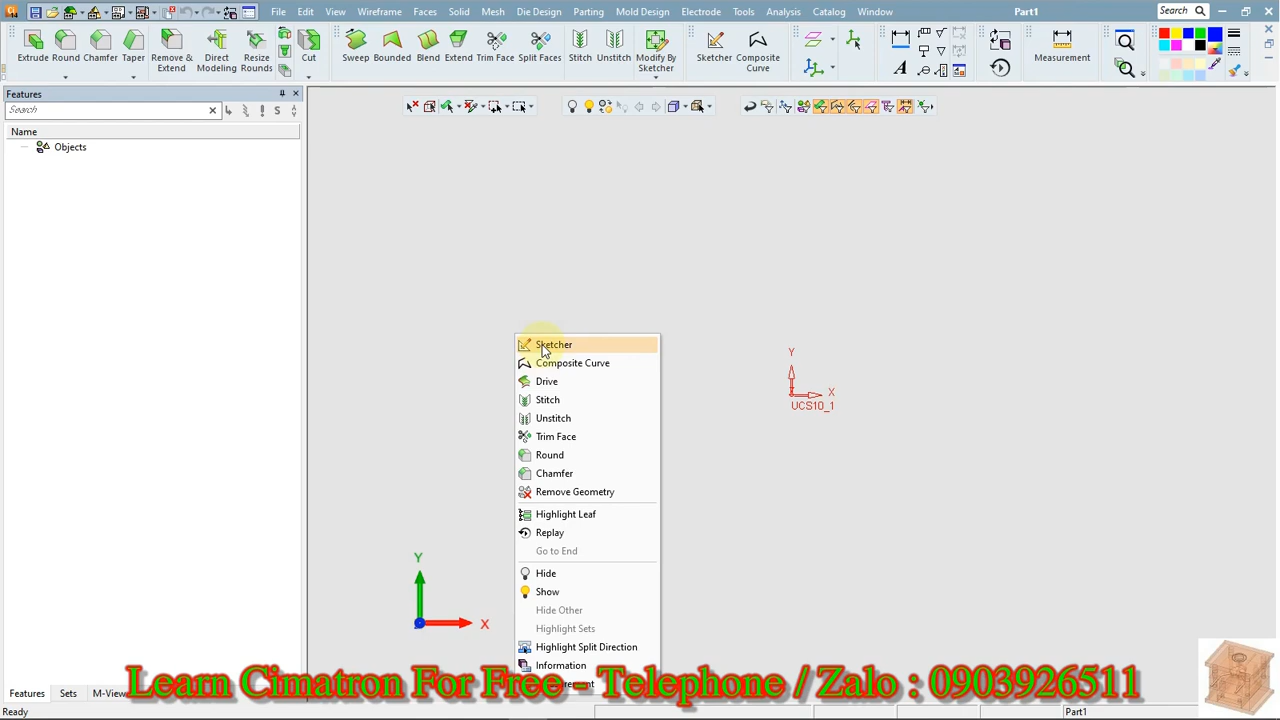 File Edit View Wireframe Faces Solid Mesh Die Design Parting Mold Design Electrode Tools Analysis Catalog Window Part1 Search
Extrude Round Chamfer Taper Remove & Extend Direct Modeling Resize Rounds Cut Sweep Bounded Blend Extend Trim Face Split Faces Stitch Unstitch Modify By Sketcher Sketcher Composite Curve Measurement
Features
Search
Name
Objects
Sketcher
Composite Curve
Drive
Stitch
Unstitch
Trim Face
Round
Chamfer
Remove Geometry
Highlight Leaf
Replay
Go to End
Hide
Show
Hide Other
Highlight Sets
Highlight Split Direction
Information
Y
X
UCS10_1
Y
X
Features Sets M-View
Learn Cimatron For Free - Telephone / Zalo : 0903926511
Ready Part1